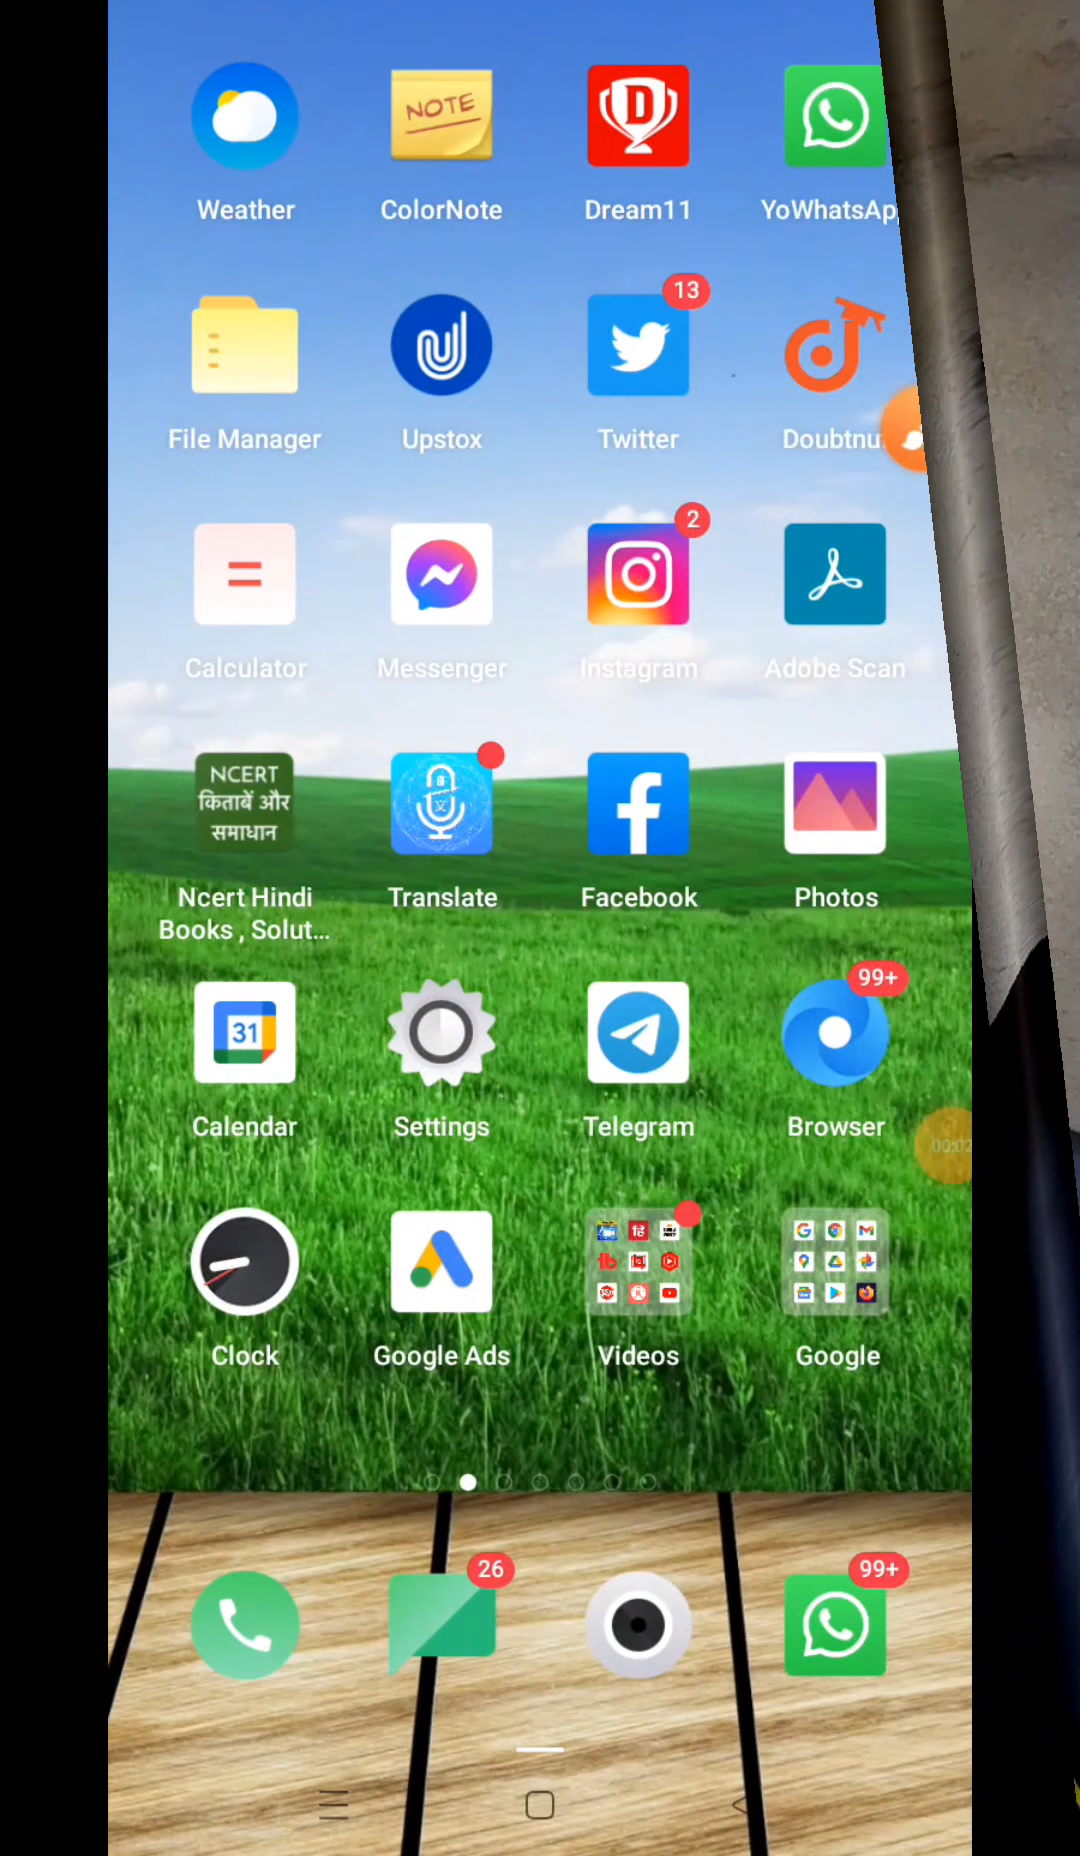 NOTE
D
Weather
ColorNote
Dream11
YoWhatsAp
13
File Manager
Upstox
Twitter
Doubtnu
2
Calculator
Messenger
Instagram
Adobe Scan
NCERT
किताबें और
समाधान
Ncert Hindi
Books , Solut...
Translate
Facebook
Photos
31
99+
Calendar
Settings
Telegram
Browser
00:02
Clock
Google Ads
Videos
Google
26
99+